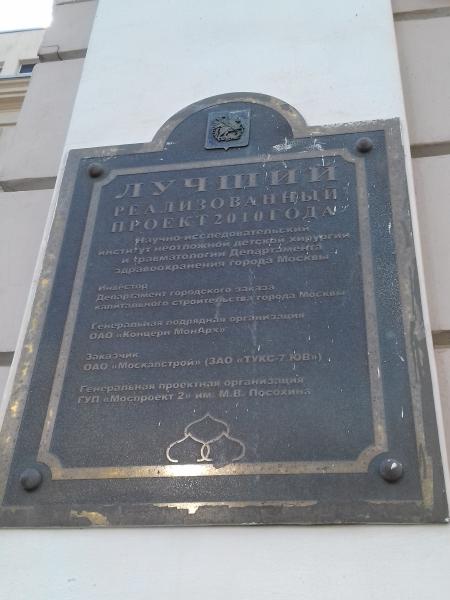 ЛУЧШИЙ
РЕАЛИЗОВАННЫЙ
ПРОЕКТ 2010 ГОДА
Научно-исследовательский
институт неотложной детской хирургии
и травматологии Департамента
здравоохранения города Москвы
Инвестор
Департамент городского заказа
капитального строительства города Москвы
Генеральная подрядная организация
ОАО «Концерн МонАрх»
Заказчик
ОАО «Москапстрой» (ЗАО «ТУКС-7 ЮВ»)
Генеральная проектная организация
ГУП «Моспроект 2» им. М.В. Посохина